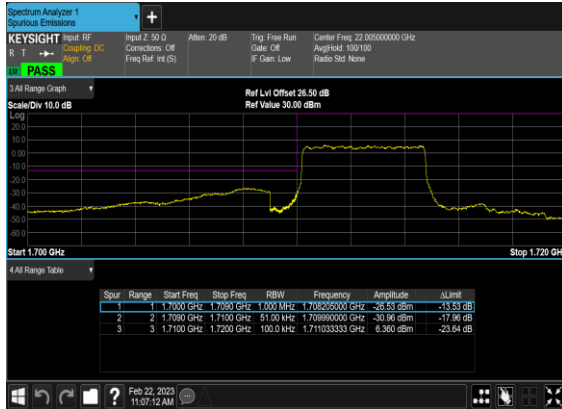 Spectrum Analyzer 1
Spurious Emissions
+
KEYSIGHT Input: RF Input Z: 50 Ω Atten: 20 dB Trig: Free Run Center Freq: 22.005000000 GHz
R T Coupling: DC Corrections: Off Gate: Off Avg|Hold: 100/100
Align: Off Freq Ref: Int (S) IF Gain: Low Radio Std: None
PASS
3 All Range Graph Ref Lvl Offset 26.50 dB
Scale/Div 10.0 dB Ref Value 30.00 dBm
Log
20.0
10.0
0.00
-10.0
-20.0
-30.0
-40.0
-50.0
-60.0
Start 1.700 GHz Stop 1.720 GH
4 All Range Table
Spur Range Start Freq Stop Freq RBW Frequency Amplitude ΔLimit
1 1 1.7000 GHz 1.7090 GHz 1.000 MHz 1.708205000 GHz -26.53 dBm -13.53 dB
2 2 1.7090 GHz 1.7100 GHz 51.00 kHz 1.709990000 GHz -30.96 dBm -17.96 dB
3 3 1.7100 GHz 1.7200 GHz 100.0 kHz 1.711033333 GHz 6.360 dBm -23.64 dB
? Feb 22, 2023
11:07:12 AM